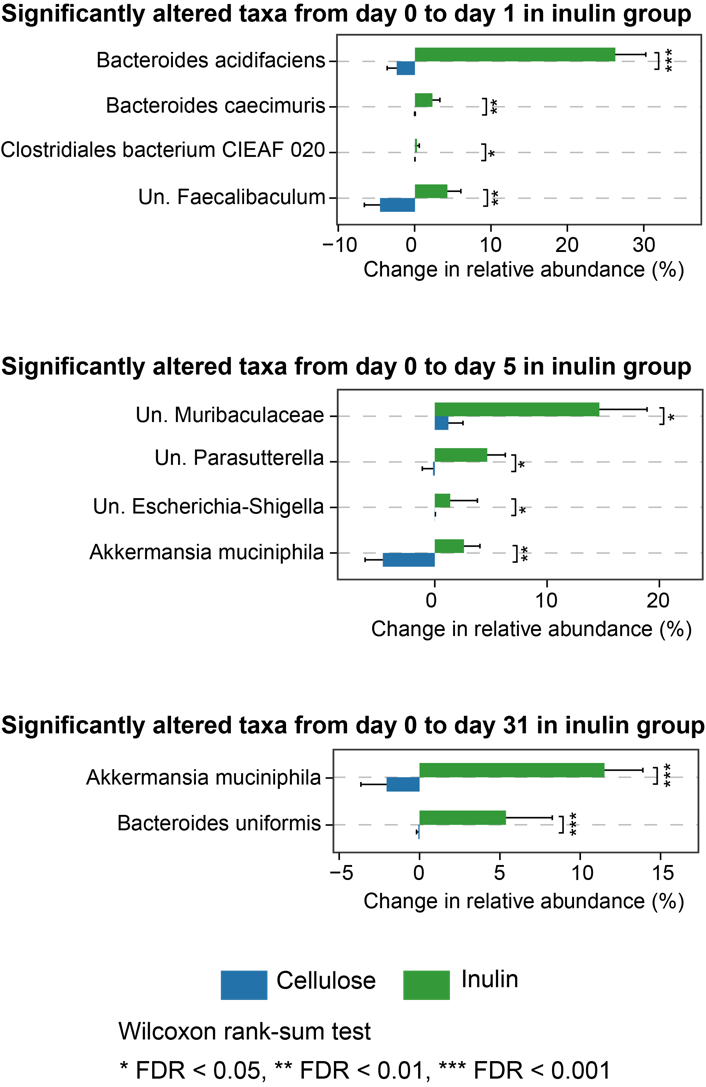 Significantly altered taxa from day 0 to day 1 in inulin group
Bacteroides acidifaciens
***
Bacteroides caecimuris
**
Clostridiales bacterium CIEAF 020
*
Un. Faecalibaculum
**
−10 0 10 20 30
Change in relative abundance (%)
Significantly altered taxa from day 0 to day 5 in inulin group
Un. Muribaculaceae
*
Un. Parasutterella
*
Un. Escherichia-Shigella
*
Akkermansia muciniphila
**
0 10 20
Change in relative abundance (%)
Significantly altered taxa from day 0 to day 31 in inulin group
Akkermansia muciniphila
***
Bacteroides uniformis
***
−5 0 5 10 15
Change in relative abundance (%)
Cellulose Inulin
Wilcoxon rank-sum test
* FDR < 0.05, ** FDR < 0.01, *** FDR < 0.001